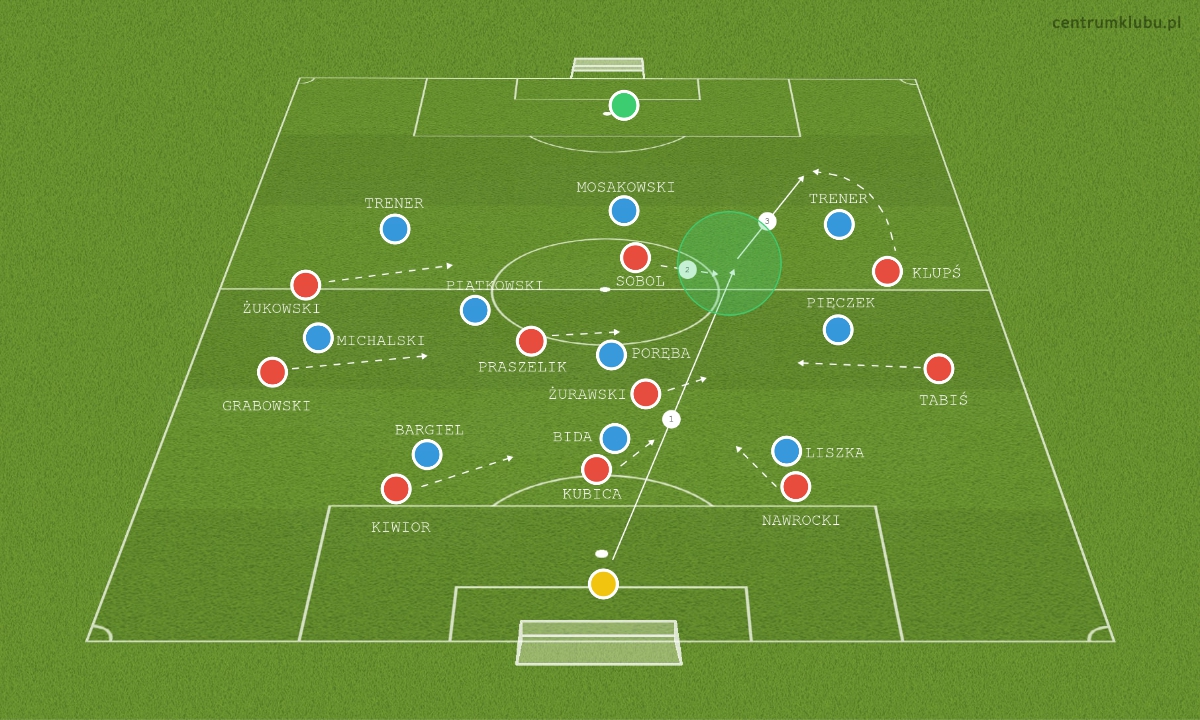 centrumklubu.pl
MOSAKOWSKI
TRENER
TRENER
3
SOBOL
2
KLUPŚ
PIĄTKOWSKI
ŻUKOWSKI
PIĘCZEK
MICHALSKI
PORĘBA
PRASZELIK
ŻURAWSKI
GRABOWSKI
TABIŚ
1
BARGIEL
BIDA
LISZKA
KUBICA
KIWIOR
NAWROCKI